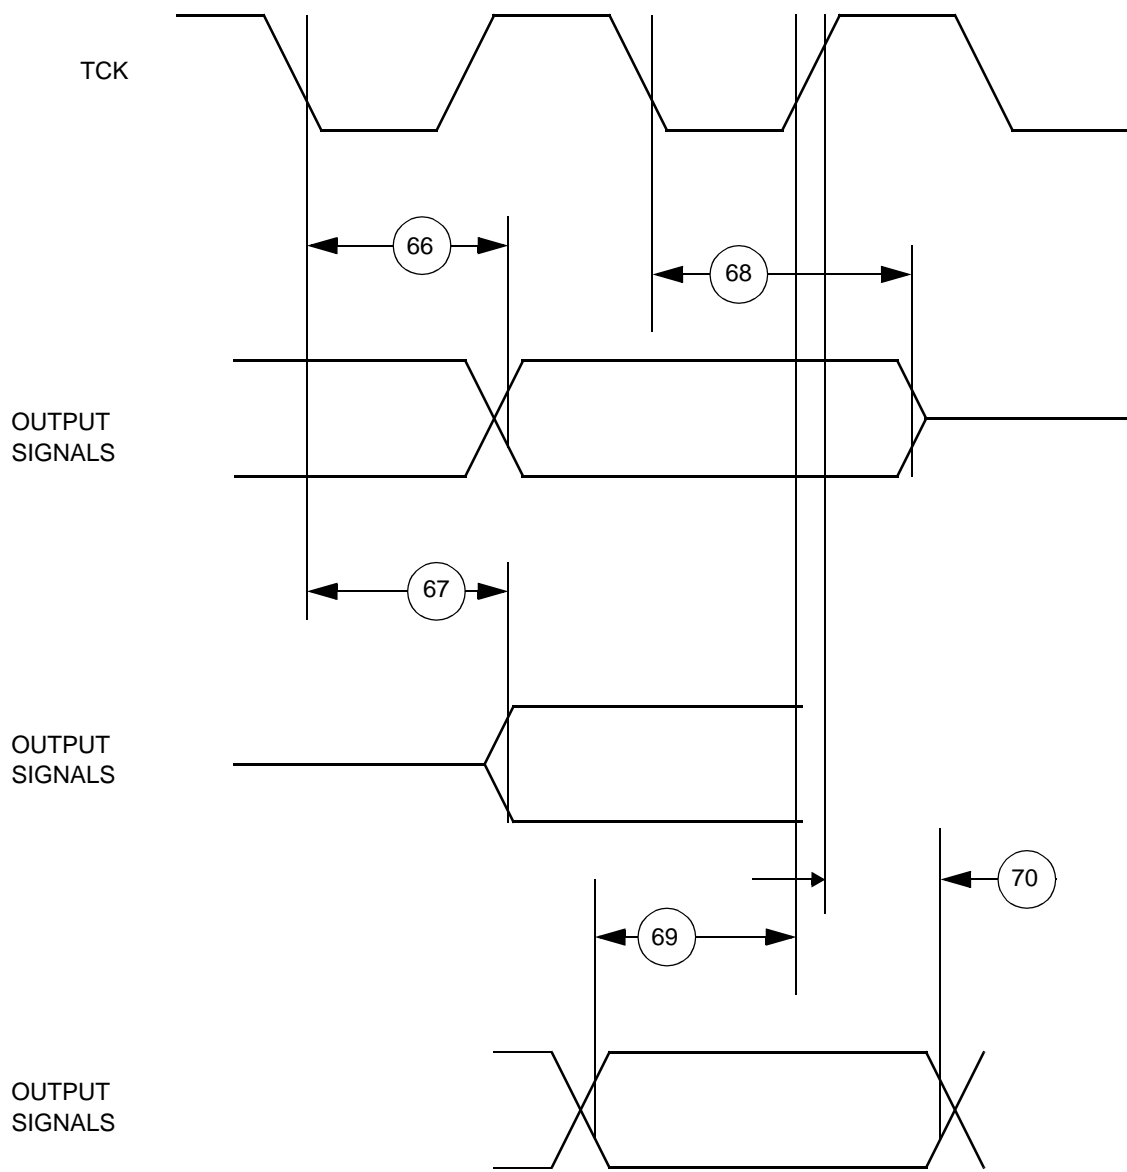 TCK
66
68
OUTPUT
SIGNALS
67
OUTPUT
SIGNALS
70
69
OUTPUT
SIGNALS